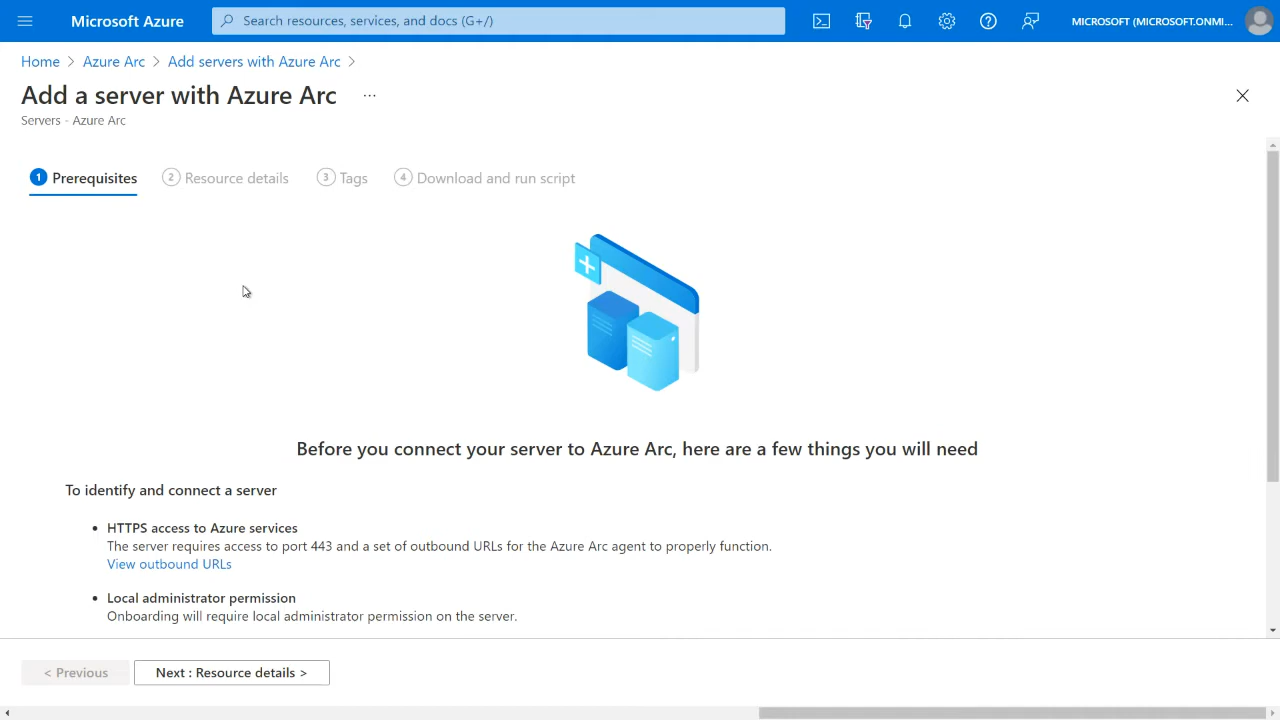 Microsoft Azure
Search resources, services, and docs (G+/)
MICROSOFT (MICROSOFT.ONMI...
Home > Azure Arc > Add servers with Azure Arc >
Add a server with Azure Arc ...
Servers - Azure Arc
1 Prerequisites
2 Resource details
3 Tags
4 Download and run script
Before you connect your server to Azure Arc, here are a few things you will need
To identify and connect a server
• HTTPS access to Azure services
The server requires access to port 443 and a set of outbound URLs for the Azure Arc agent to properly function.
View outbound URLs
• Local administrator permission
Onboarding will require local administrator permission on the server.
< Previous
Next : Resource details >